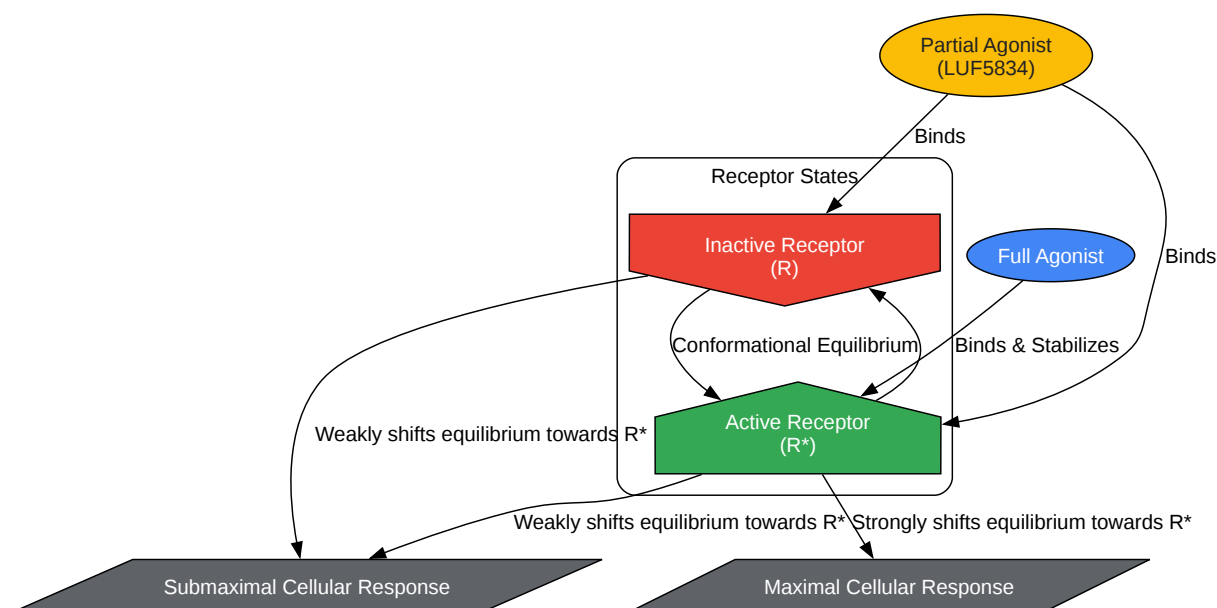 Partial Agonist
(LUF5834)
Binds
Receptor States
Inactive Receptor
(R)
Full Agonist
Binds
Conformational Equilibrium
Binds & Stabilizes
Active Receptor
(R*)
Weakly shifts equilibrium towards R*
Weakly shifts equilibrium towards R*
Strongly shifts equilibrium towards R*
Submaximal Cellular Response
Maximal Cellular Response